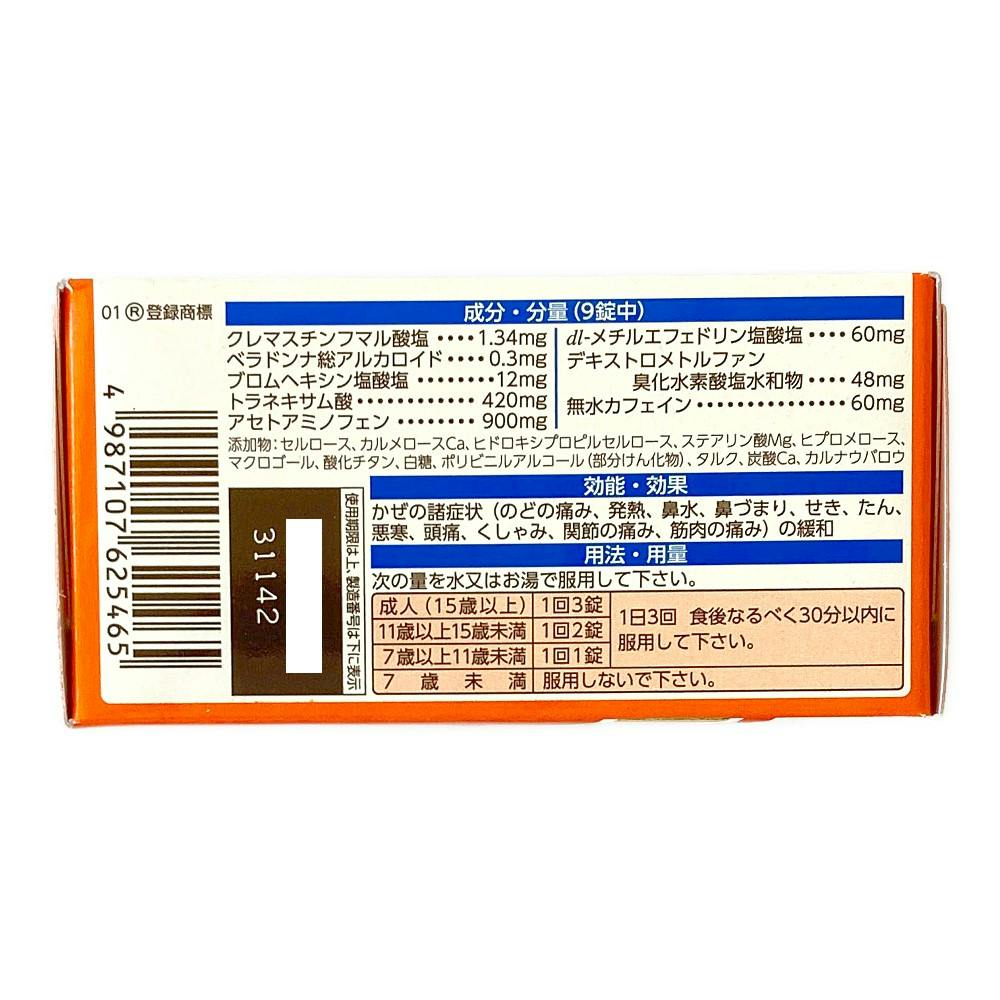 01 ®登録商標
成分・分量(9錠中)
クレマスチンフマル酸塩 ････1.34mg
ベラドンナ総アルカロイド････0.3mg
ブロムヘキシン塩酸塩 ････････12mg
トラネキサム酸 ････････････420mg
アセトアミノフェン ････････900mg
dl-メチルエフェドリン塩酸塩 ････60mg
デキストロメトルファン
臭化水素酸塩水和物････48mg
無水カフェイン･･･････････････60mg
添加物:セルロース、カルメロースCa、ヒドロキシプロピルセルロース、ステアリン酸Mg、ヒプロメロース、
マクロゴール、酸化チタン、白糖、ポリビニルアルコール(部分けん化物)、タルク、炭酸Ca、カルナウバロウ
効能・効果
かぜの諸症状(のどの痛み、発熱、鼻水、鼻づまり、せき、たん、
悪寒、頭痛、くしゃみ、関節の痛み、筋肉の痛み)の緩和
用法・用量
次の量を水又はお湯で服用して下さい。
成人(15歳以上) 1回3錠
11歳以上15歳未満 1回2錠
7歳以上11歳未満 1回1錠
1日3回 食後なるべく30分以内に
服用して下さい。
7歳未満 服用しないで下さい。
使用期限は上、製造番号は下に表示
31142
4987107625465